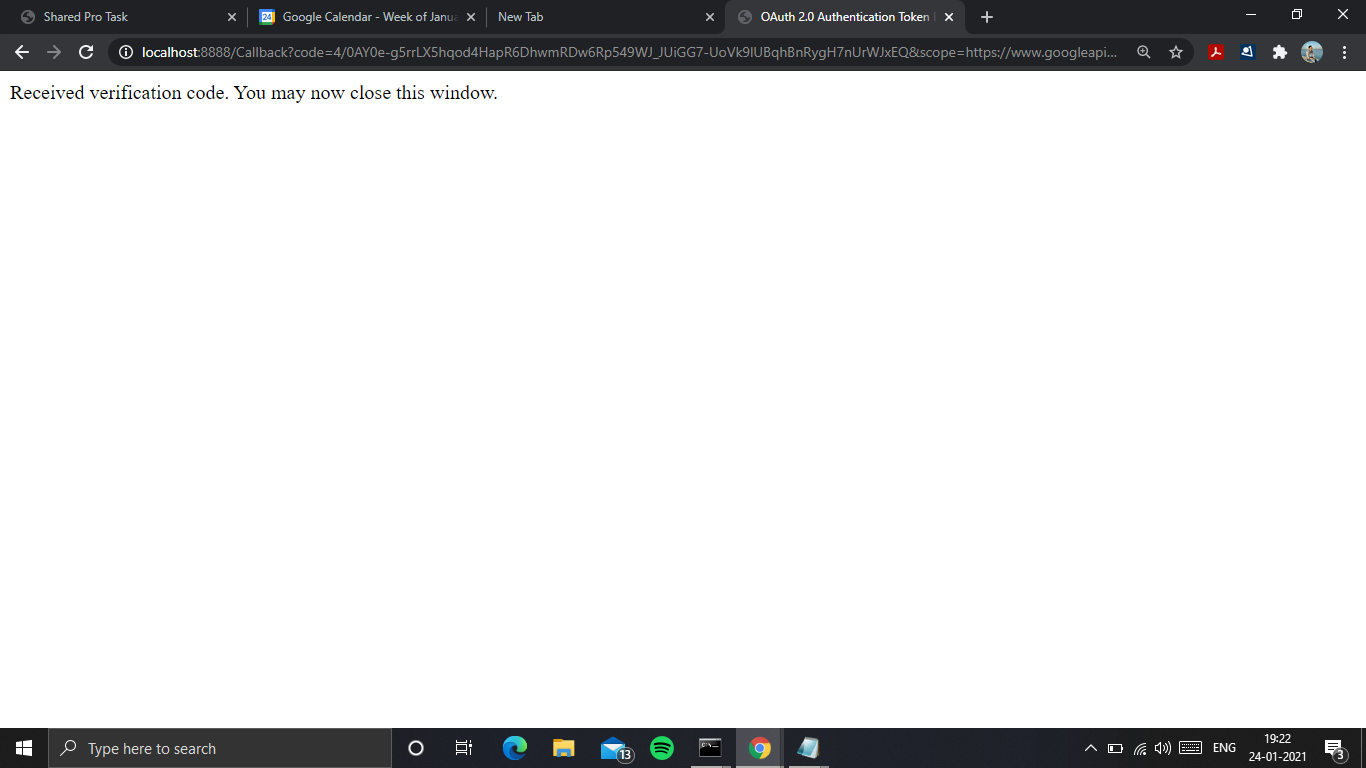 Shared Pro Task
24
Google Calendar - Week of Janua
New Tab
OAuth 2.0 Authentication Token
localhost:8888/Callback?code=4/0AY0e-g5rrLX5hqod4HapR6DhwmRDw6Rp549WJ_JUiGG7-UoVk9lUBqhBnRygH7nUrWJxEQ&scope=https://www.googleapi...
Received verification code. You may now close this window.
Type here to search
13
ENG
19:22
24-01-2021
3